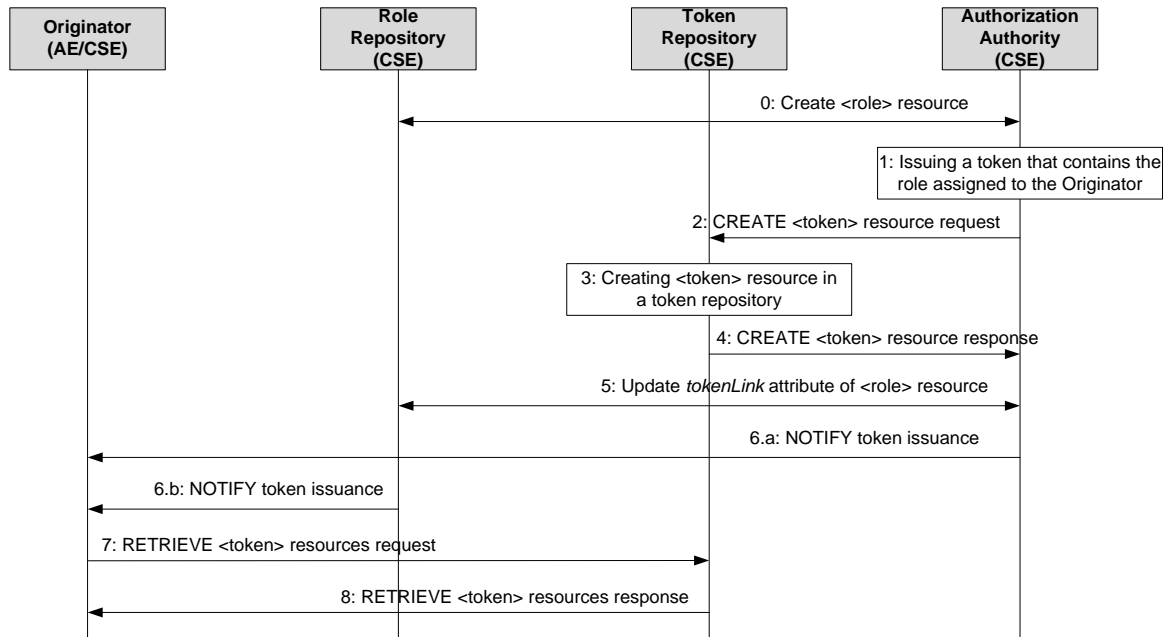 Originator
(AE/CSE)
Role
Repository
(CSE)
Token
Repository
(CSE)
Authorization
Authority
(CSE)
0: Create <role> resource
1: Issuing a token that contains the
role assigned to the Originator
2: CREATE <token> resource request
3: Creating <token> resource in
a token repository
4: CREATE <token> resource response
5: Update tokenLink attribute of <role> resource
6.a: NOTIFY token issuance
6.b: NOTIFY token issuance
7: RETRIEVE <token> resources request
8: RETRIEVE <token> resources response